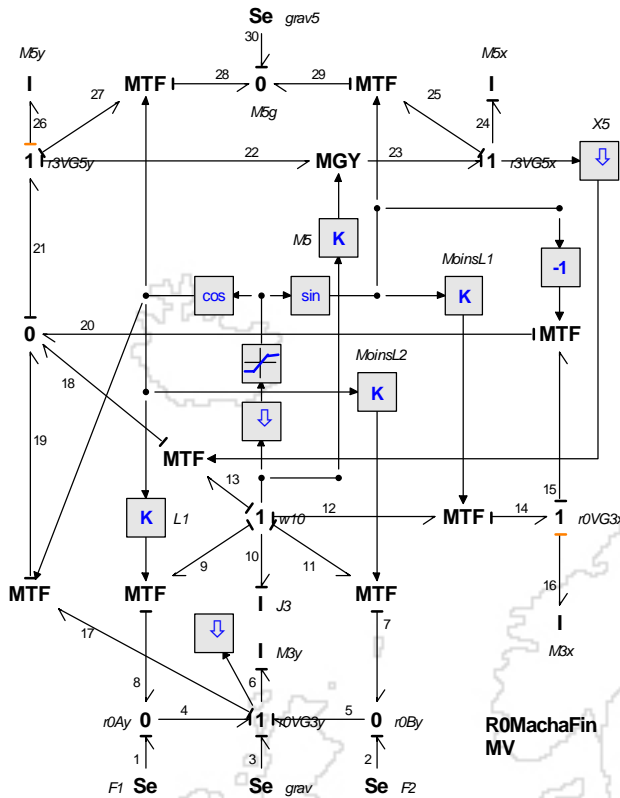 Se grav5
30
M5y
M5x
I
MTF
28
0
29
MTF
I
X5
27
M5g
25
26
24
1 r3VG5y
22
MGY
23
1 r3VG5x
21
M5
K
MoinsL1
-1
cos
sin
K
0
20
MTF
MoinsL2
18
K
19
MTF
13
15
K
L1
1 w10
12
MTF
14
1 r0VG3x
9
10
11
MTF
MTF
I
J3
MTF
16
17
7
I
M3y
I
M3x
8
6
r0Ay
0
4
1 r0VG3y
5
0
r0By
R0MachaFin
MV
1
3
2
F1 Se
Se grav
Se F2